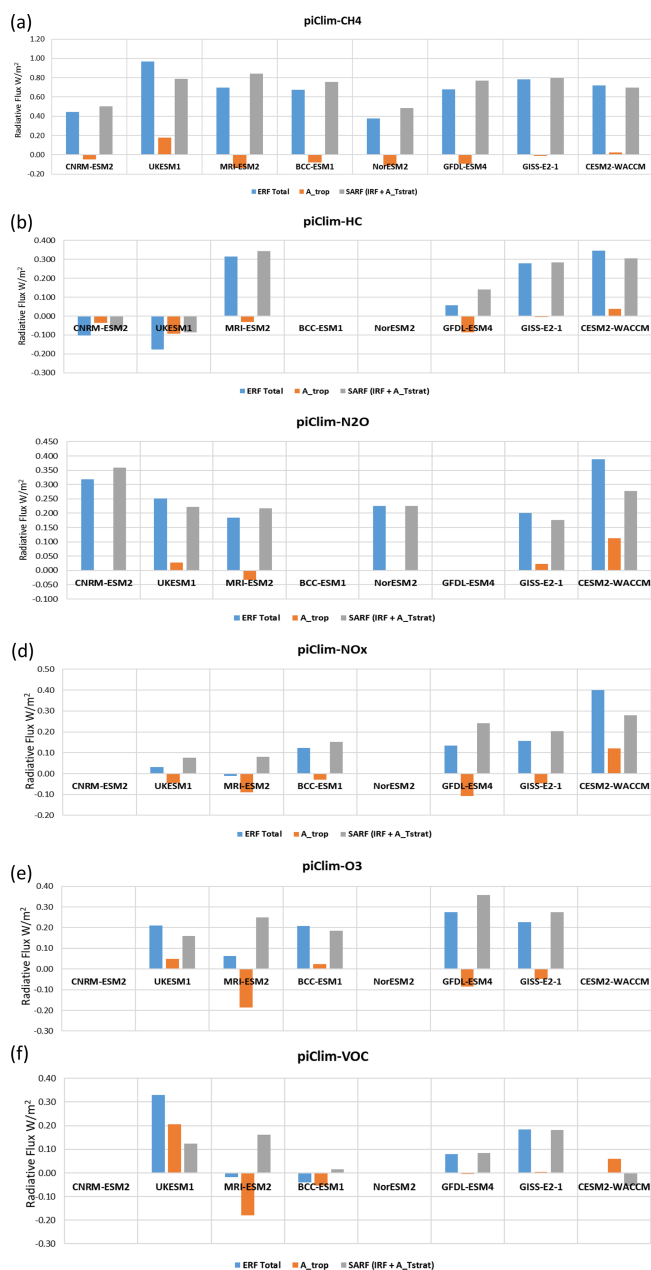 (a)
piClim-CH4
Radiative Flux W/m²
1.20
1.00
0.80
0.60
0.40
0.20
0.00
-0.20
CNRM-ESM2 UKESM1 MRI-ESM2 BCC-ESM1 NorESM2 GFDL-ESM4 GISS-E2-1 CESM2-WACCM
ERF Total A_trop SARF (IRF + A_Tstrat)
(b)
piClim-HC
Radiative Flux W/m²
0.400
0.300
0.200
0.100
0.000
-0.100
-0.200
-0.300
CNRM-ESM2 UKESM1 MRI-ESM2 BCC-ESM1 NorESM2 GFDL-ESM4 GISS-E2-1 CESM2-WACCM
ERF Total A_trop SARF (IRF + A_Tstrat)
piClim-N2O
Radiative Flux W/m²
0.450
0.400
0.350
0.300
0.250
0.200
0.150
0.100
0.050
0.000
-0.050
-0.100
CNRM-ESM2 UKESM1 MRI-ESM2 BCC-ESM1 NorESM2 GFDL-ESM4 GISS-E2-1 CESM2-WACCM
ERF Total A_trop SARF (IRF + A_Tstrat)
(d)
piClim-NOx
Radiative Flux W/m²
0.50
0.40
0.30
0.20
0.10
0.00
-0.10
-0.20
CNRM-ESM2 UKESM1 MRI-ESM2 BCC-ESM1 NorESM2 GFDL-ESM4 GISS-E2-1 CESM2-WACCM
ERF Total A_trop SARF (IRF + A_Tstrat)
(e)
piClim-O3
Radiative Flux W/m²
0.40
0.30
0.20
0.10
0.00
-0.10
-0.20
-0.30
CNRM-ESM2 UKESM1 MRI-ESM2 BCC-ESM1 NorESM2 GFDL-ESM4 GISS-E2-1 CESM2-WACCM
ERF Total A_trop SARF (IRF + A_Tstrat)
(f)
piClim-VOC
Radiative Flux W/m²
0.40
0.30
0.20
0.10
0.00
-0.10
-0.20
-0.30
CNRM-ESM2 UKESM1 MRI-ESM2 BCC-ESM1 NorESM2 GFDL-ESM4 GISS-E2-1 CESM2-WACCM
ERF Total A_trop SARF (IRF + A_Tstrat)